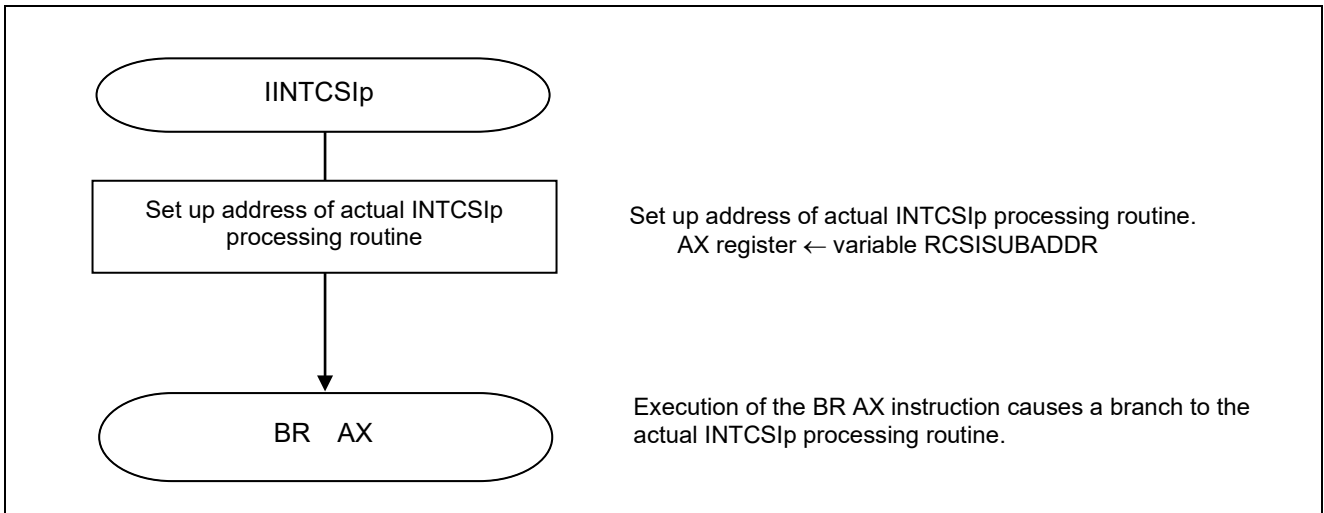 IINTCSIp
Set up address of actual INTCSIp
processing routine
Set up address of actual INTCSIp processing routine.
AX register ← variable RCSISUBADDR
BR AX
Execution of the BR AX instruction causes a branch to the
actual INTCSIp processing routine.